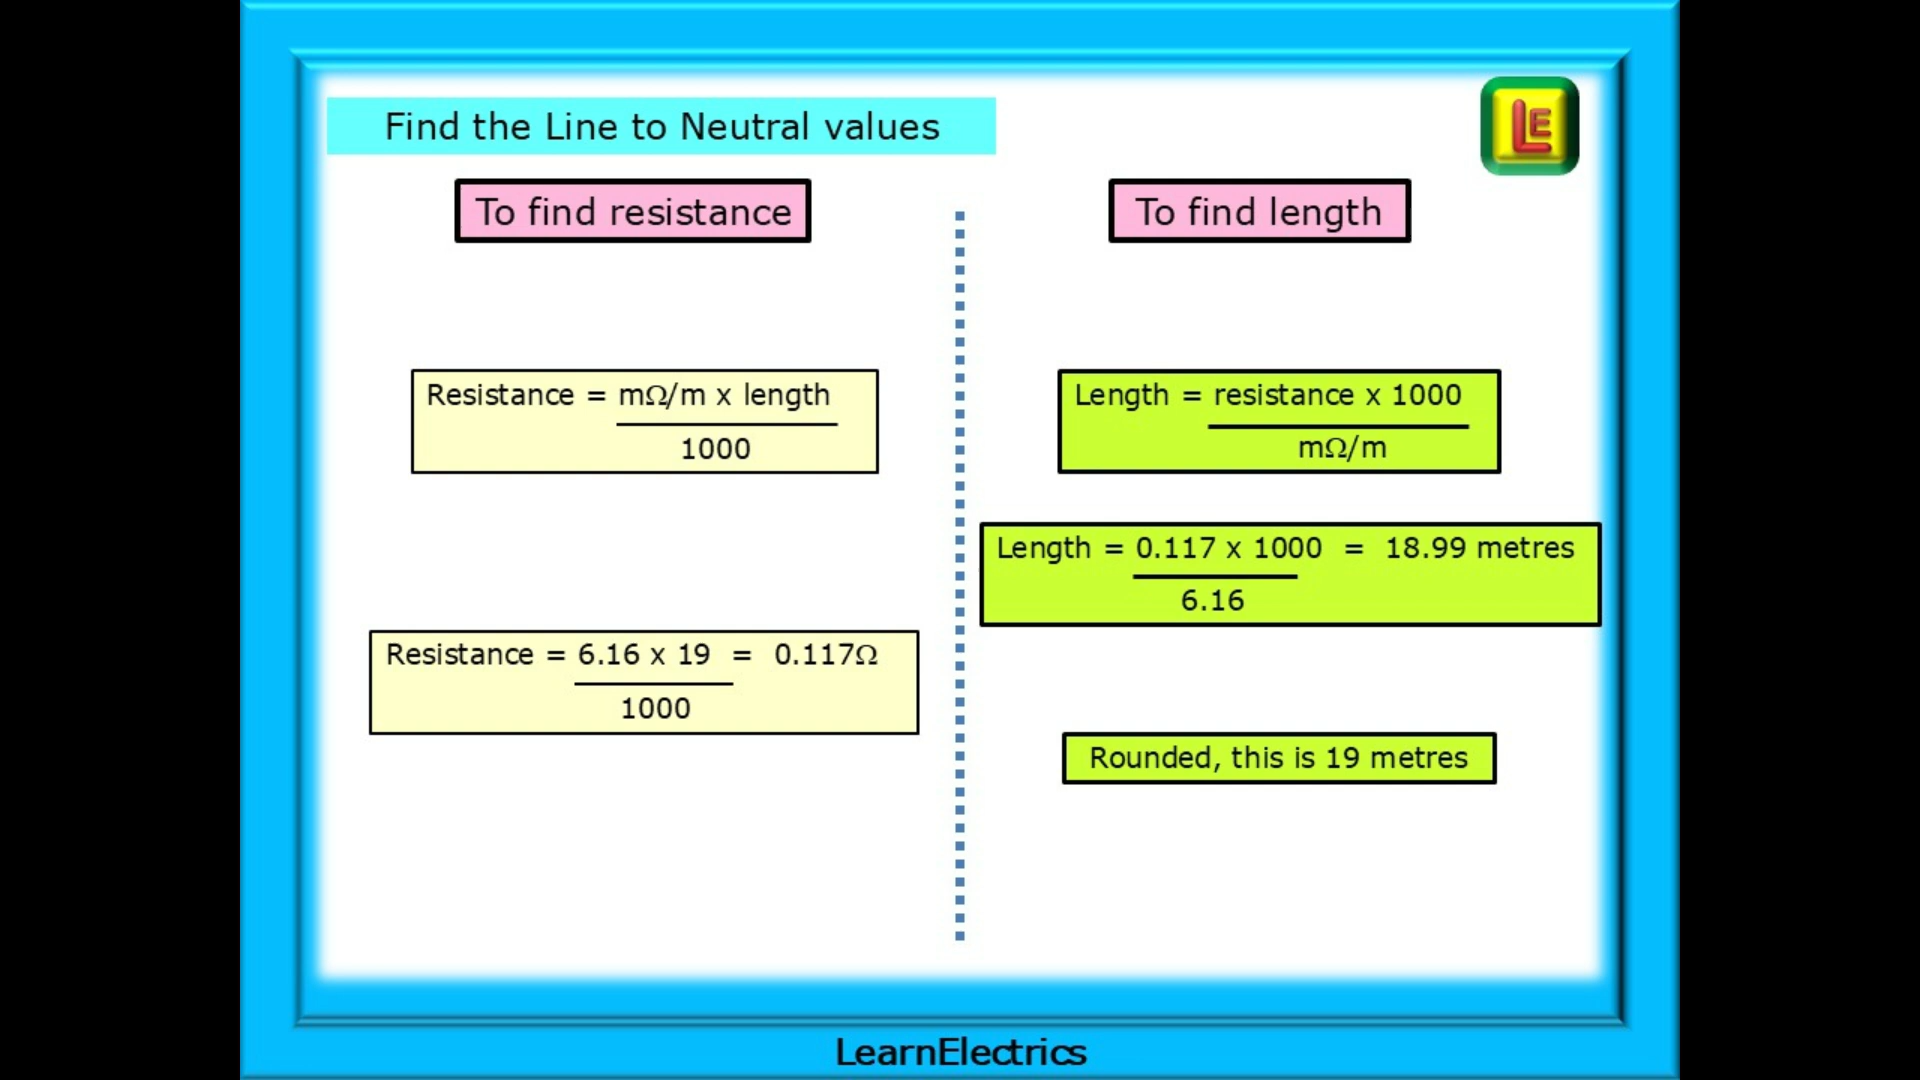 Find the Line to Neutral values
LE
To find resistance
Resistance = mΩ/m x length
1000
Resistance = 6.16 x 19 = 0.117Ω
1000
To find length
Length = resistance x 1000
mΩ/m
Length = 0.117 x 1000 = 18.99 metres
6.16
Rounded, this is 19 metres
LearnElectrics